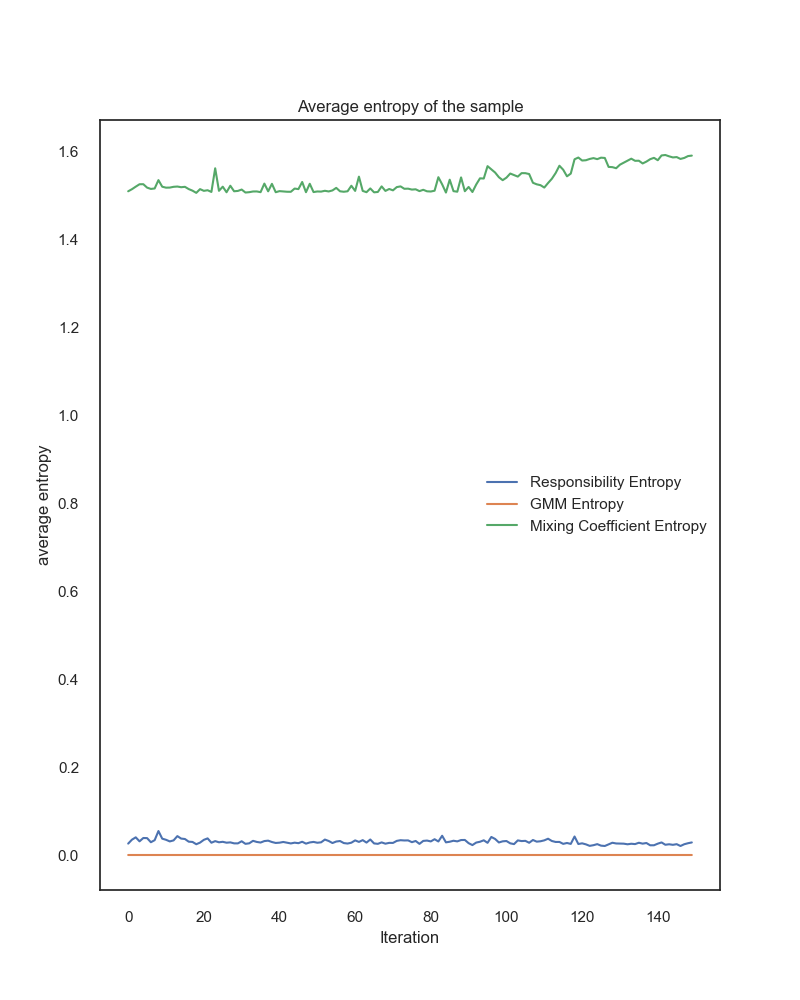 Average entropy of the sample
1.6
1.4
1.2
1.0
0.8
0.6
0.4
0.2
0.0
average entropy
Responsibility Entropy
GMM Entropy
Mixing Coefficient Entropy
0 20 40 60 80 100 120 140
Iteration